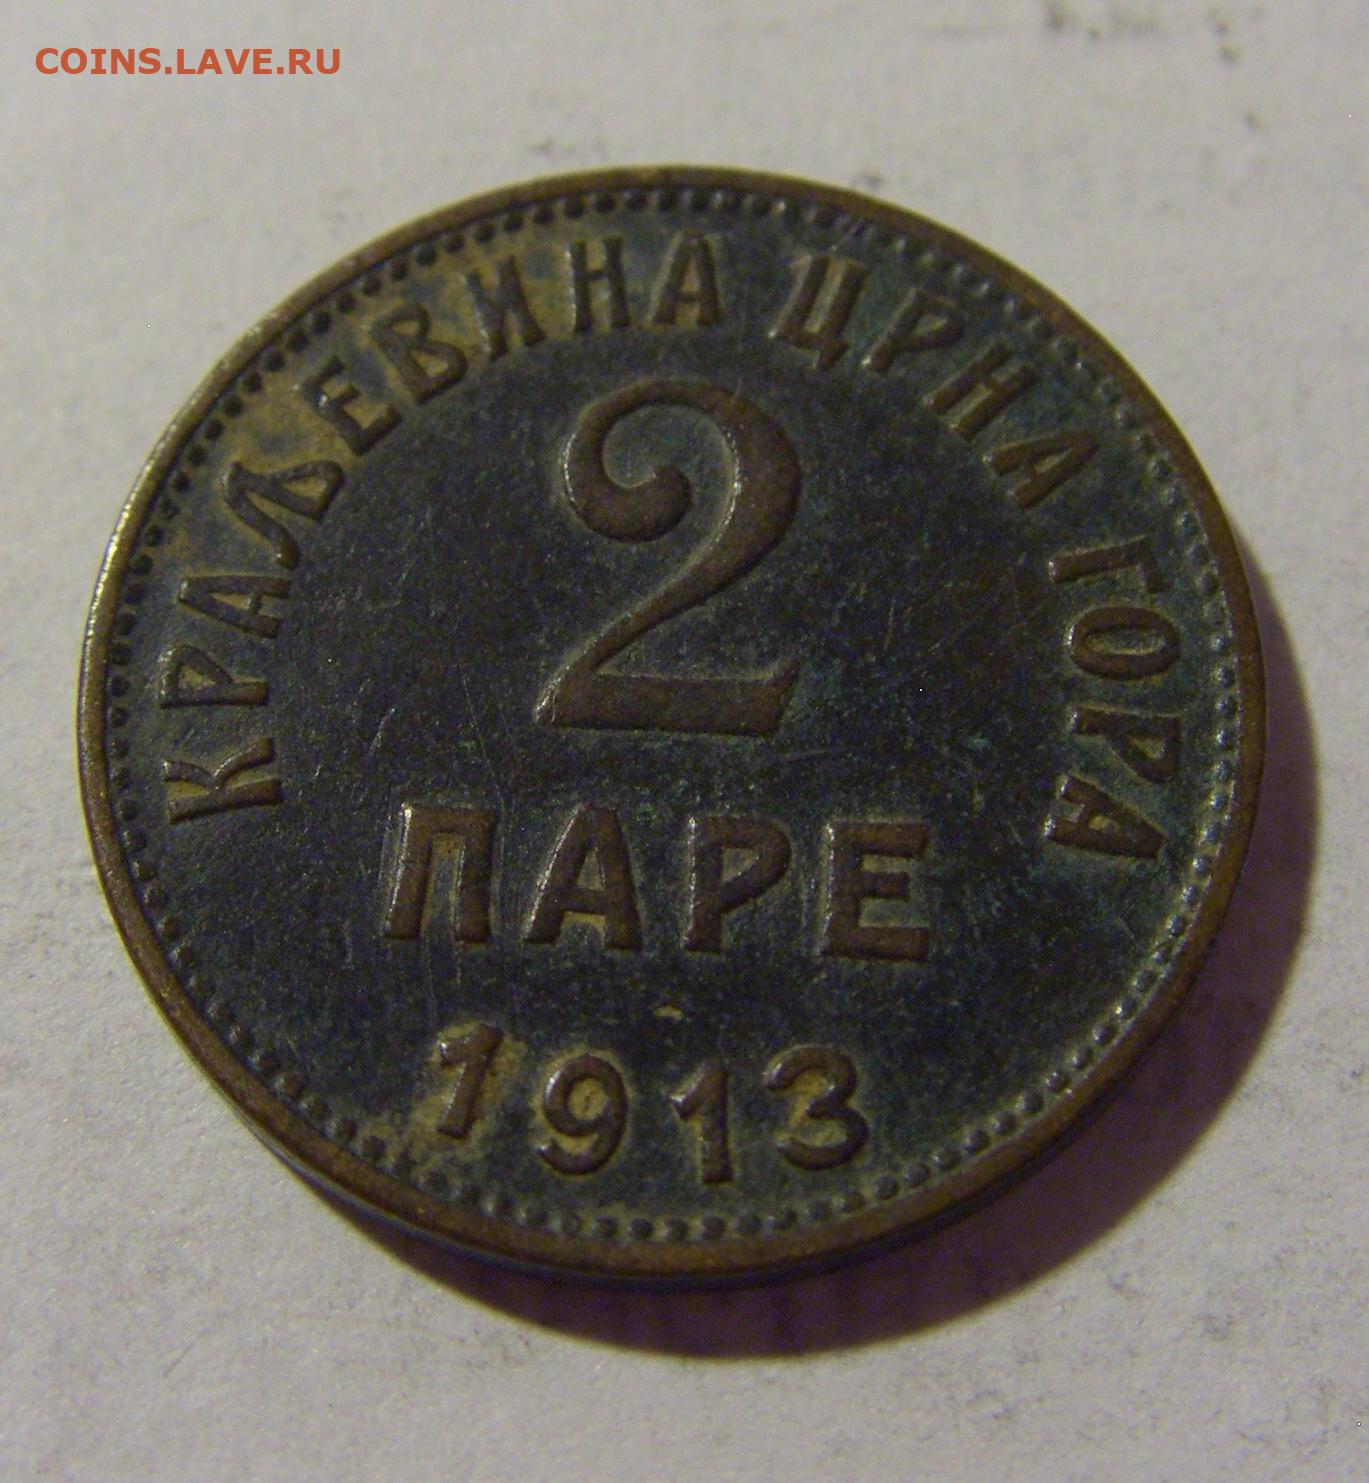 COINS.LAVE.RU
КРАЉЕВИНА ЦРНА ГОРА
2
ПАРЕ
1913